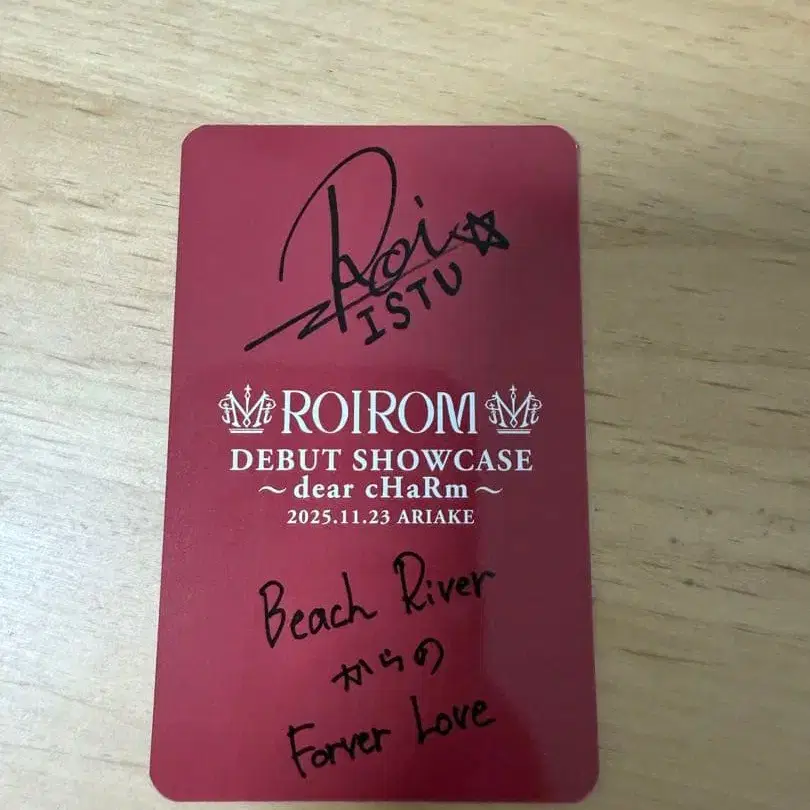 Roi☆
ISTU
ROIROM
DEBUT SHOWCASE
~dear cHaRm~
2025.11.23 ARIAKE
Beach River
からの
Forver Love